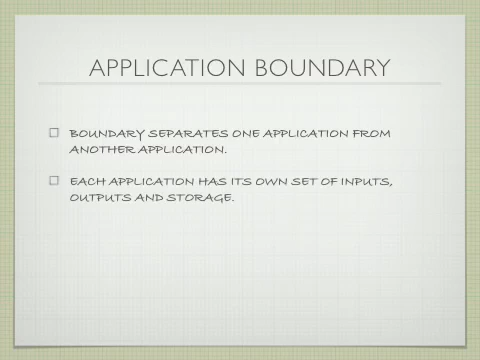 APPLICATION BOUNDARY
BOUNDARY SEPARATES ONE APPLICATION FROM
ANOTHER APPLICATION.
EACH APPLICATION HAS ITS OWN SET OF INPUTS,
OUTPUTS AND STORAGE.